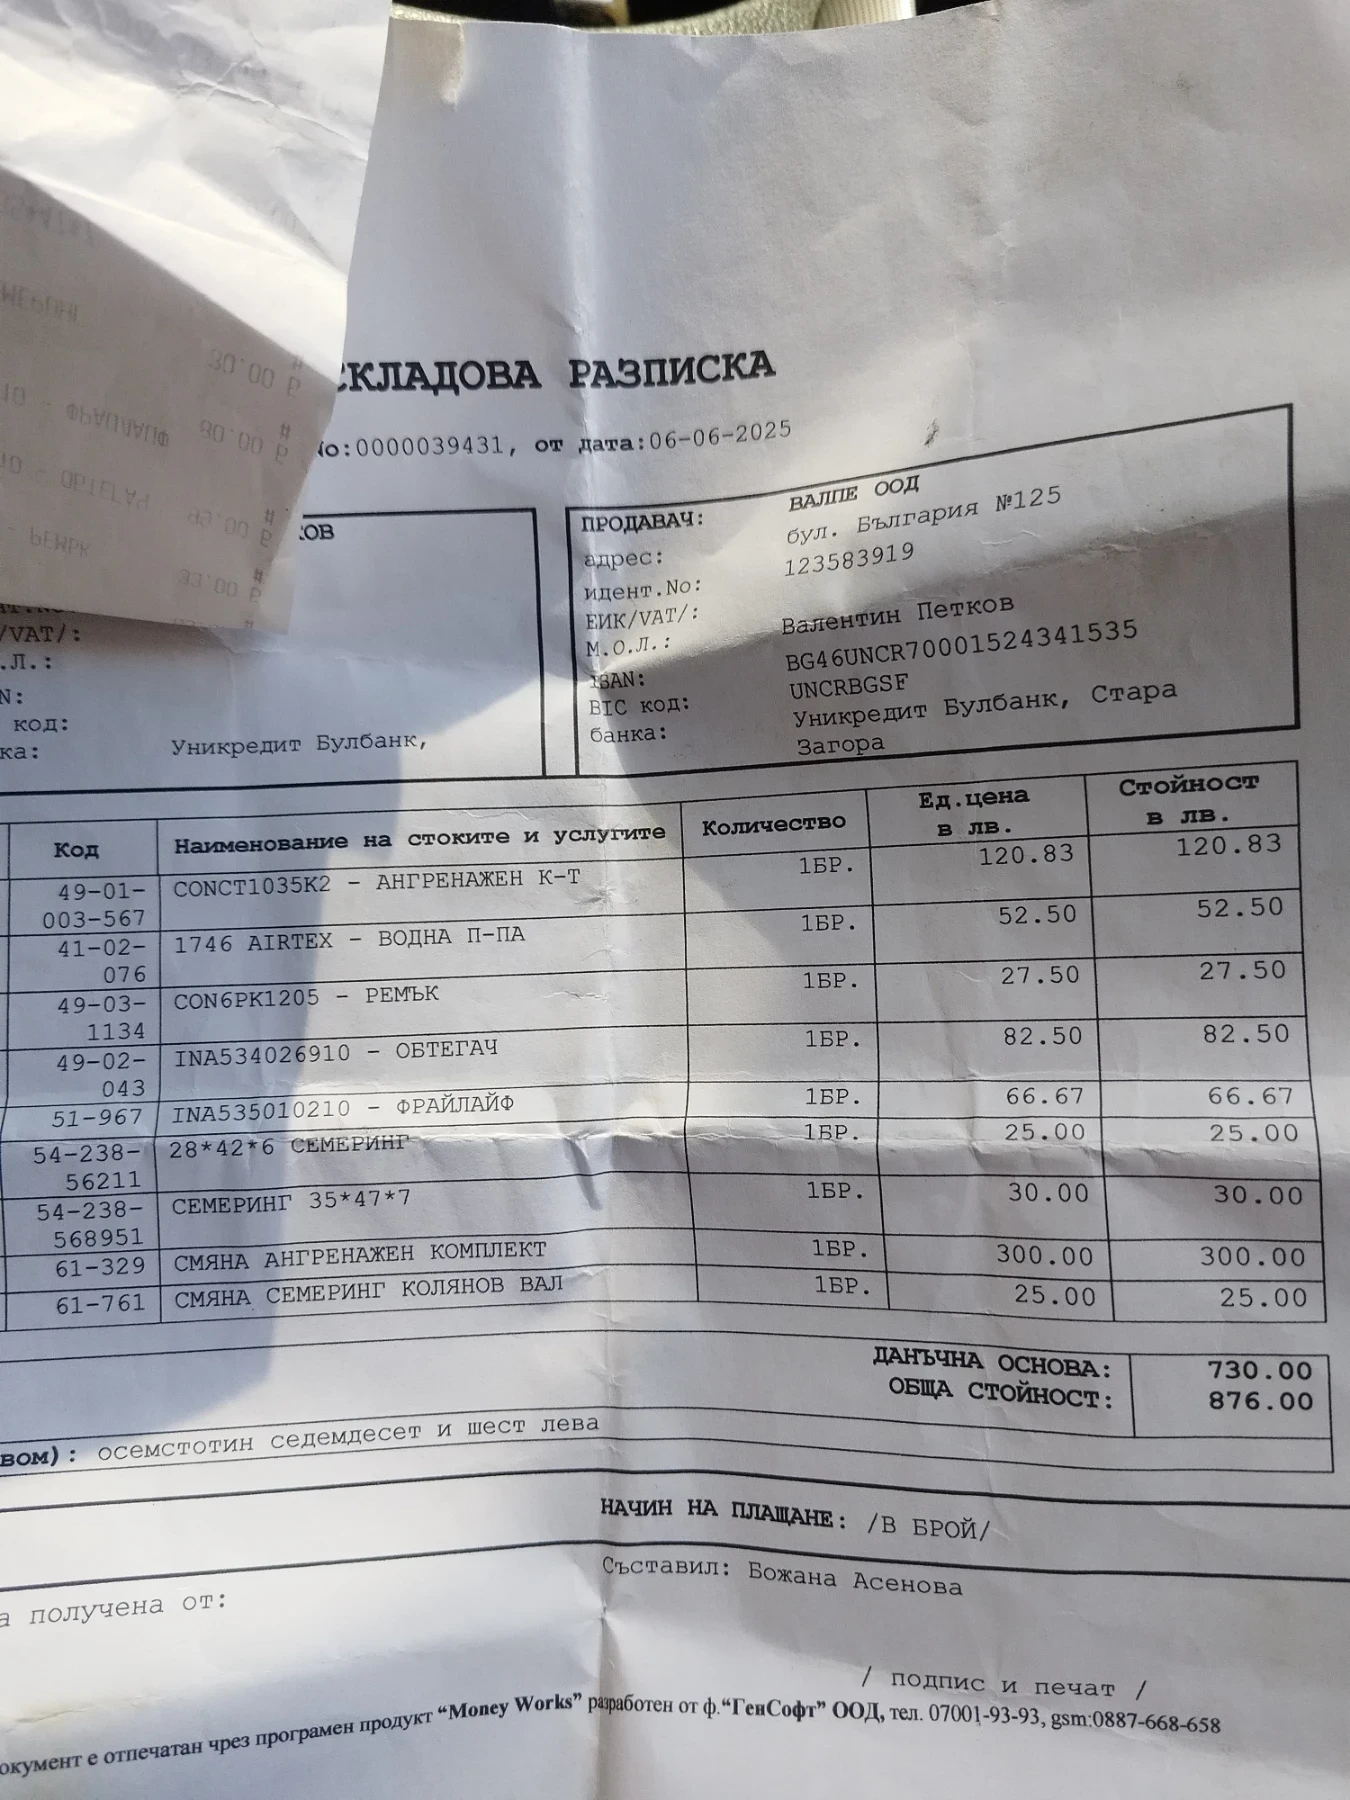 СКЛАДОВА РАЗПИСКА
No:0000039431, от дата:06-06-2025
КОВ
/VAT/:
.Л.:
N:
код:
ка: Уникредит Булбанк,
ПРОДАВАЧ: ВАЛПЕ ООД
адрес: бул. България №125
идент.No: 123583919
ЕИК/VAT/:
М.О.Л.: Валентин Петков
IBAN: BG46UNCR70001524341535
BIC код: UNCRBGSF
банка: Уникредит Булбанк, Стара
Загора
Код Наименование на стоките и услугите Количество Ед.цена в лв. Стойност в лв.
49-01-003-567 CONCT1035K2 - АНГРЕНАЖЕН К-Т 1БР. 120.83 120.83
41-02-076 1746 AIRTEX - ВОДНА П-ПА 1БР. 52.50 52.50
49-03-1134 CON6PK1205 - РЕМЪК 1БР. 27.50 27.50
49-02-043 INA534026910 - ОБТЕГАЧ 1БР. 82.50 82.50
51-967 INA535010210 - ФРАЙЛАЙФ 1БР. 66.67 66.67
54-238-56211 28*42*6 СЕМЕРИНГ 1БР. 25.00 25.00
54-238-568951 СЕМЕРИНГ 35*47*7 1БР. 30.00 30.00
61-329 СМЯНА АНГРЕНАЖЕН КОМПЛЕКТ 1БР. 300.00 300.00
61-761 СМЯНА СЕМЕРИНГ КОЛЯНОВ ВАЛ 1БР. 25.00 25.00
ДАНЪЧНА ОСНОВА: 730.00
ОБЩА СТОЙНОСТ: 876.00
вом): осемстотин седемдесет и шест лева
НАЧИН НА ПЛАЩАНЕ: /В БРОЙ/
Съставил: Божана Асенова
а получена от:
/ подпис и печат /
окумент е отпечатан чрез програмен продукт “Money Works” разработен от ф.“ГенСофт” ООД, тел. 07001-93-93, gsm:0887-668-658